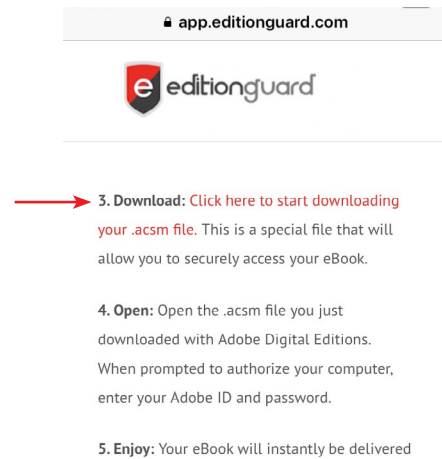 app.editionguard.com
e editionguard
3. Download: Click here to start downloading
your .acsm file. This is a special file that will
allow you to securely access your eBook.
4. Open: Open the .acsm file you just
downloaded with Adobe Digital Editions.
When prompted to authorize your computer,
enter your Adobe ID and password.
5. Enjoy: Your eBook will instantly be delivered